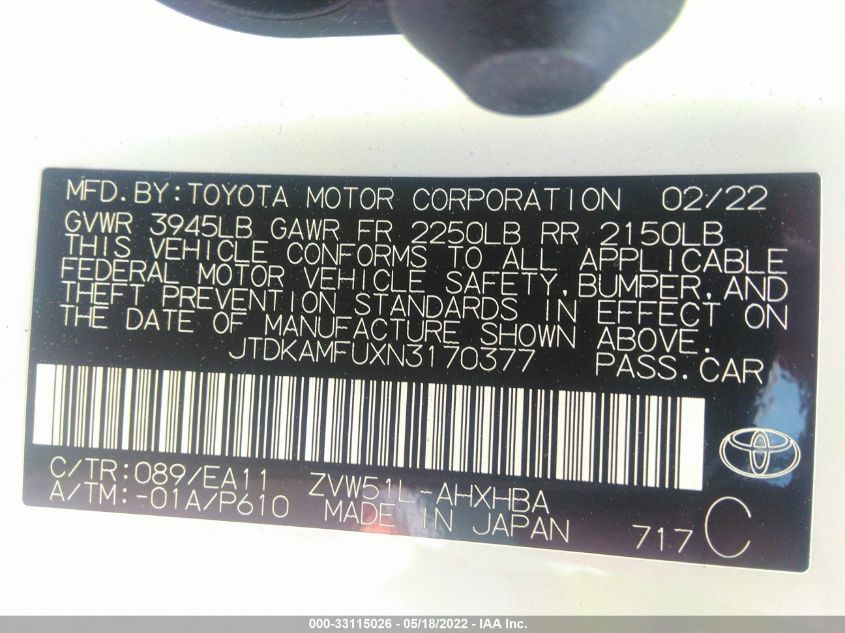 MFD.BY:TOYOTA MOTOR CORPORATION 02/22
GVWR 3945LB GAWR FR 2250LB RR 2150LB
THIS VEHICLE CONFORMS TO ALL APPLICABLE
FEDERAL MOTOR VEHICLE SAFETY,BUMPER,AND
THEFT PREVENTION STANDARDS IN EFFECT ON
THE DATE OF MANUFACTURE SHOWN ABOVE.
JTDKAMFUXN3170377 PASS.CAR
C/TR:089/EA11 ZVW51L-AHXHBA
A/TM:-01A/P610 MADE IN JAPAN 717 C
000-33115026 - 05/18/2022 - IAA Inc.